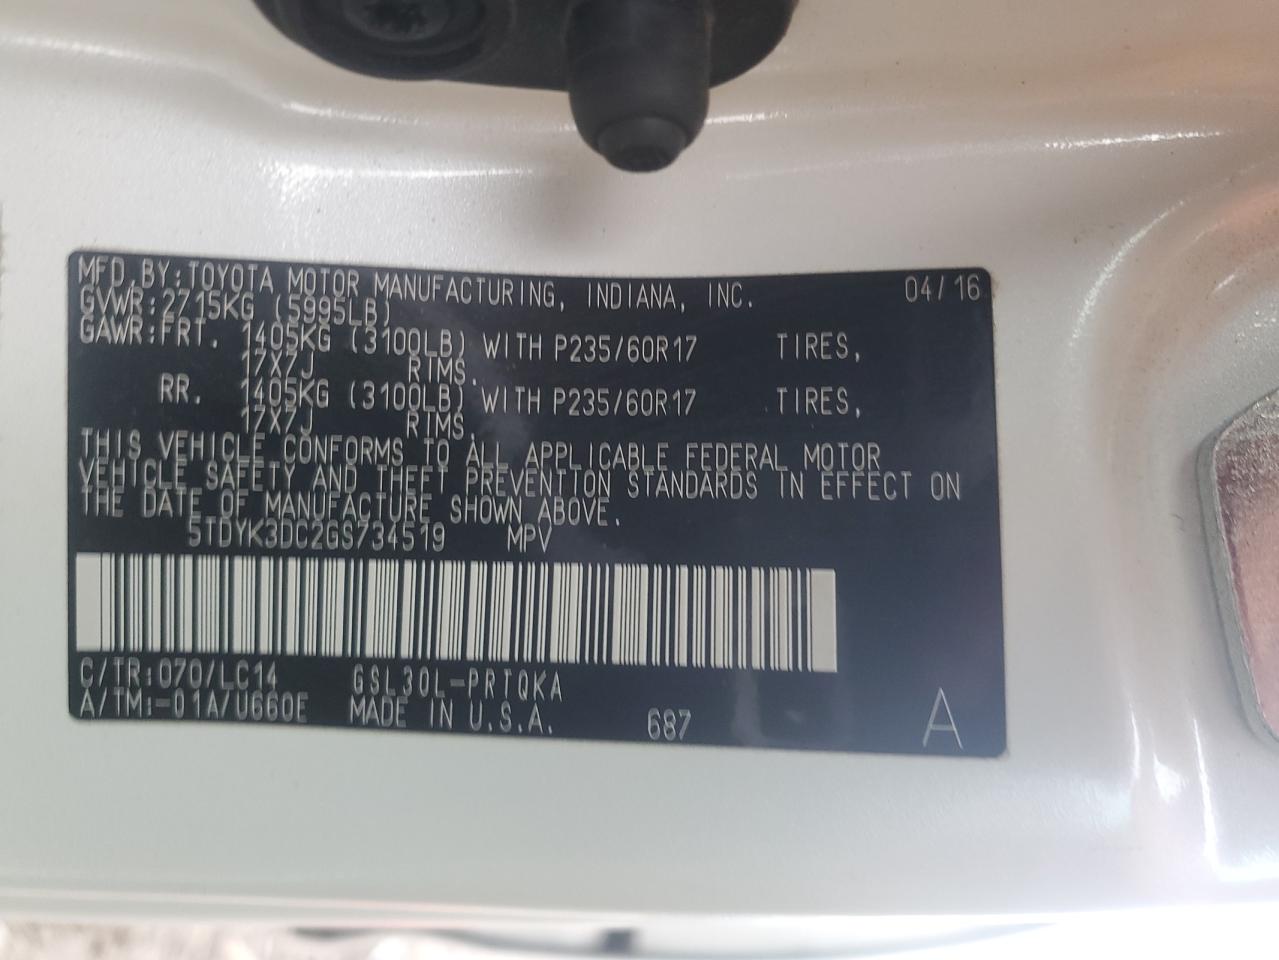 MFD.BY:TOYOTA MOTOR MANUFACTURING, INDIANA, INC. 04/16
GVWR:2715KG (5995LB)
GAWR:FRT. 1405KG (3100LB) WITH P235/60R17 TIRES,
17X7J RIMS.
RR. 1405KG (3100LB) WITH P235/60R17 TIRES,
17X7J RIMS.
THIS VEHICLE CONFORMS TO ALL APPLICABLE FEDERAL MOTOR
VEHICLE SAFETY AND THEFT PREVENTION STANDARDS IN EFFECT ON
THE DATE OF MANUFACTURE SHOWN ABOVE.
5TDYK3DC2GS734519 MPV
C/TR:070/LC14 GSL30L-PRTQKA
A/TM:-01A/U660E MADE IN U.S.A. 687 A